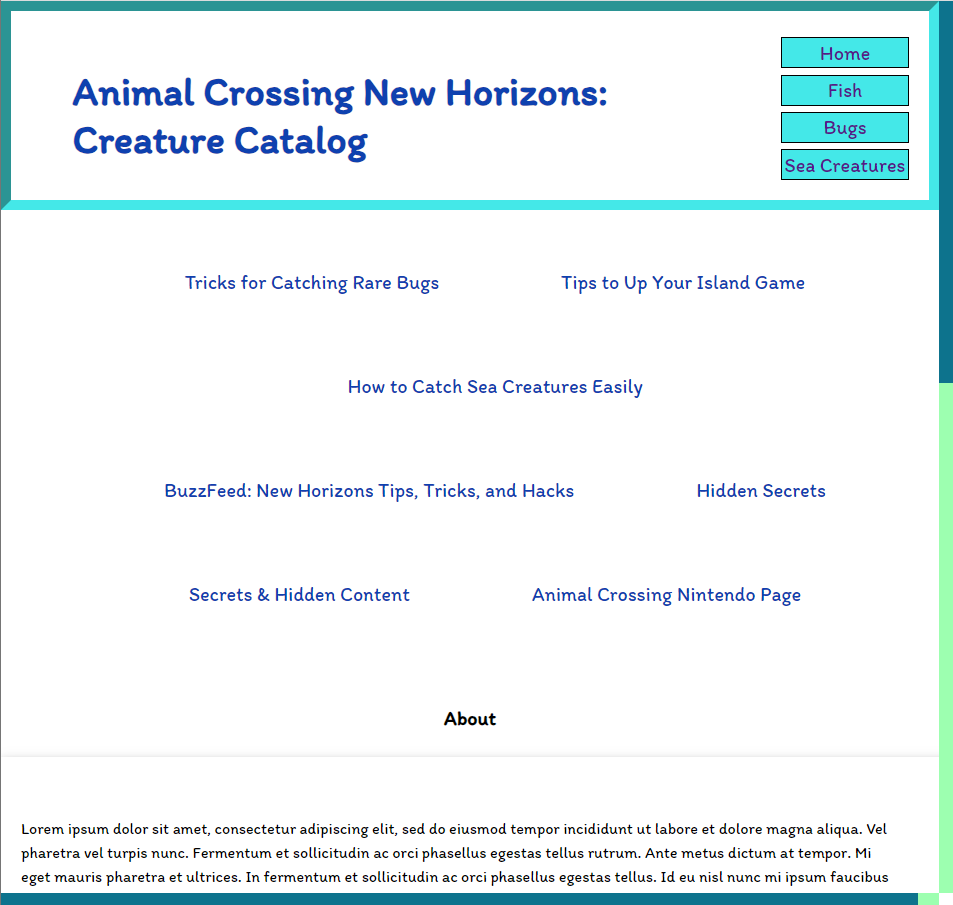 Animal Crossing New Horizons:
Creature Catalog
Home
Fish
Bugs
Sea Creatures
Tricks for Catching Rare Bugs
Tips to Up Your Island Game
How to Catch Sea Creatures Easily
BuzzFeed: New Horizons Tips, Tricks, and Hacks
Hidden Secrets
Secrets & Hidden Content
Animal Crossing Nintendo Page
About
Lorem ipsum dolor sit amet, consectetur adipiscing elit, sed do eiusmod tempor incididunt ut labore et dolore magna aliqua. Vel
pharetra vel turpis nunc. Fermentum et sollicitudin ac orci phasellus egestas tellus rutrum. Ante metus dictum at tempor. Mi
eget mauris pharetra et ultrices. In fermentum et sollicitudin ac orci phasellus egestas tellus. Id eu nisl nunc mi ipsum faucibus